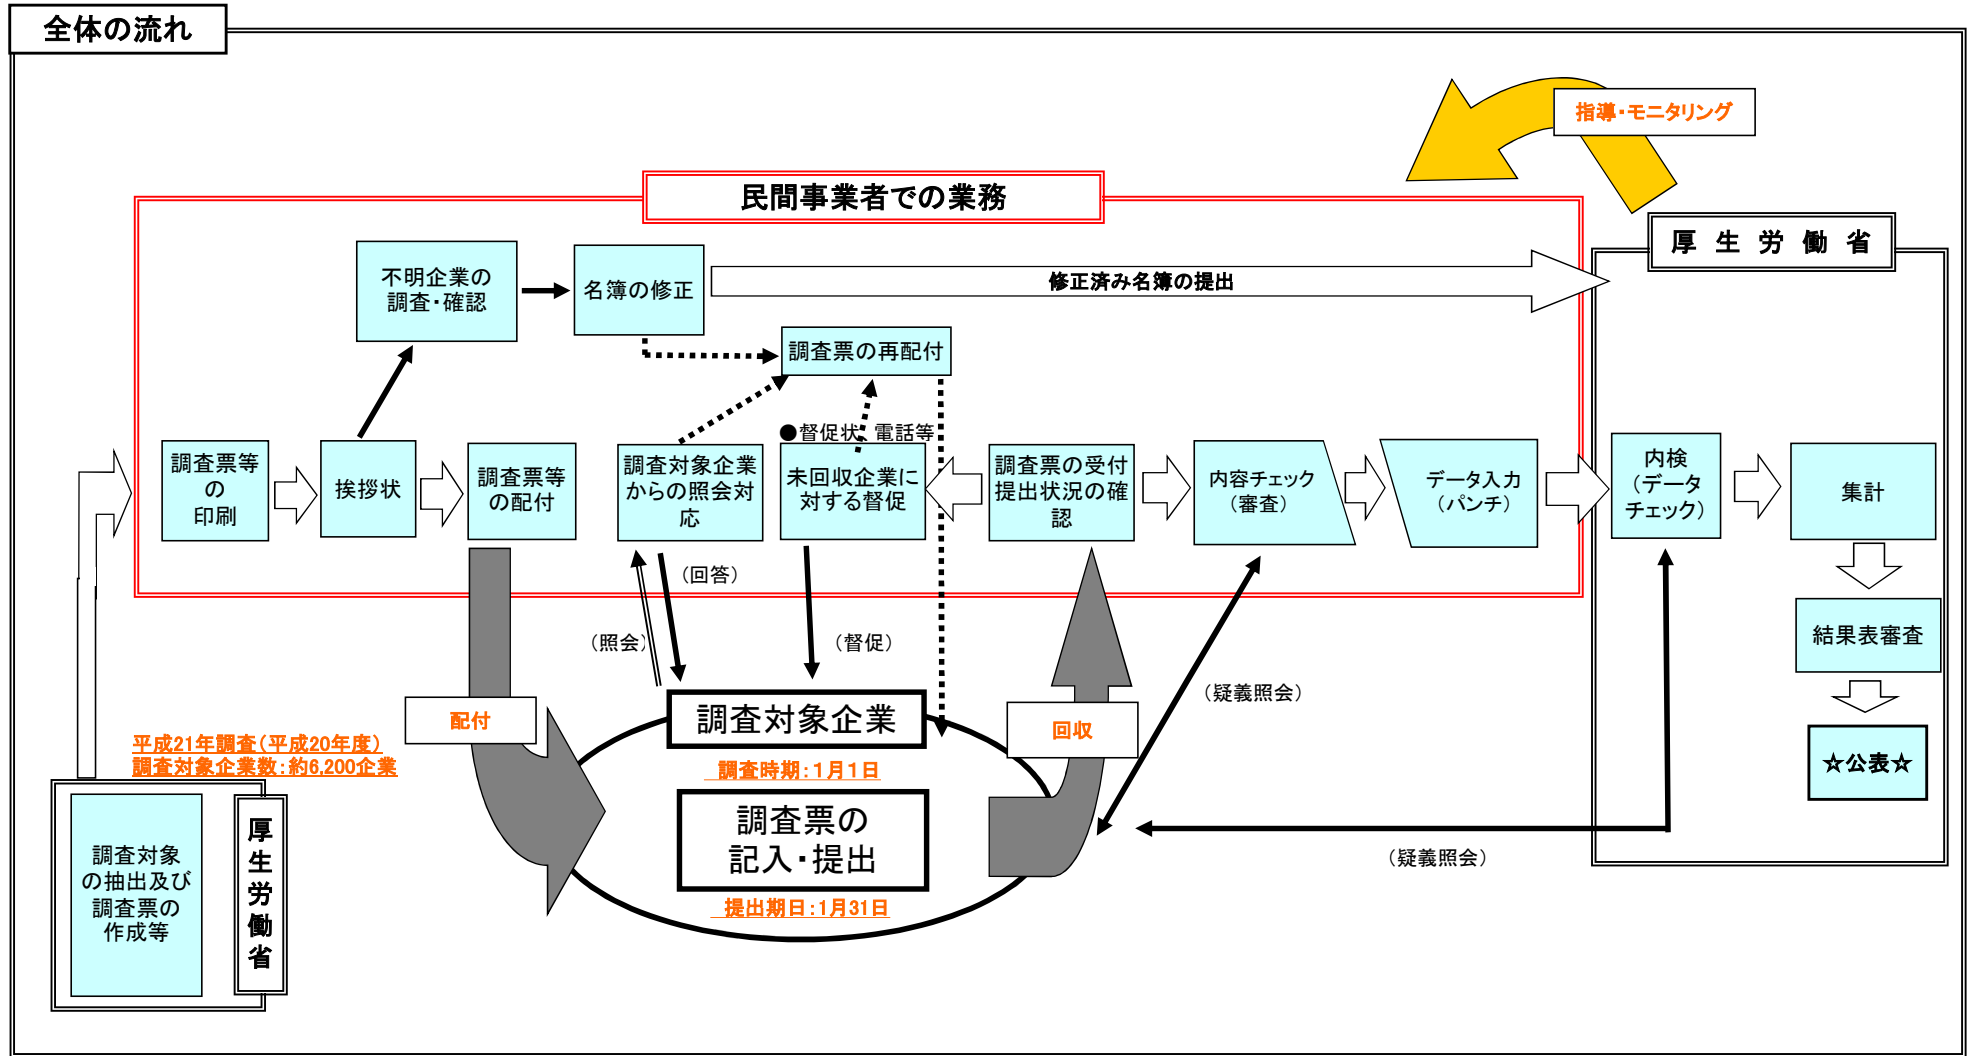 全体の流れ
指導・モニタリング
民間事業者での業務
厚生労働省
不明企業の
調査・確認
名簿の修正
修正済み名簿の提出
調査票の再配付
●督促状、電話等
調査票等
の
印刷
挨拶状
調査票等
の配付
調査対象企業
からの照会対
応
未回収企業に
対する督促
調査票の受付
提出状況の確
認
内容チェック
（審査）
データ入力
（パンチ）
内検
（データ
チェック）
集計
（回答）
（照会）
（督促）
（疑義照会）
結果表審査
配付
調査対象企業
回収
平成21年調査（平成20年度）
調査対象企業数：約6,200企業
調査時期：1月1日
☆公表☆
調査票の
記入・提出
（疑義照会）
提出期日：1月31日
調査対象
の抽出及び
調査票の
作成等
厚生労働省